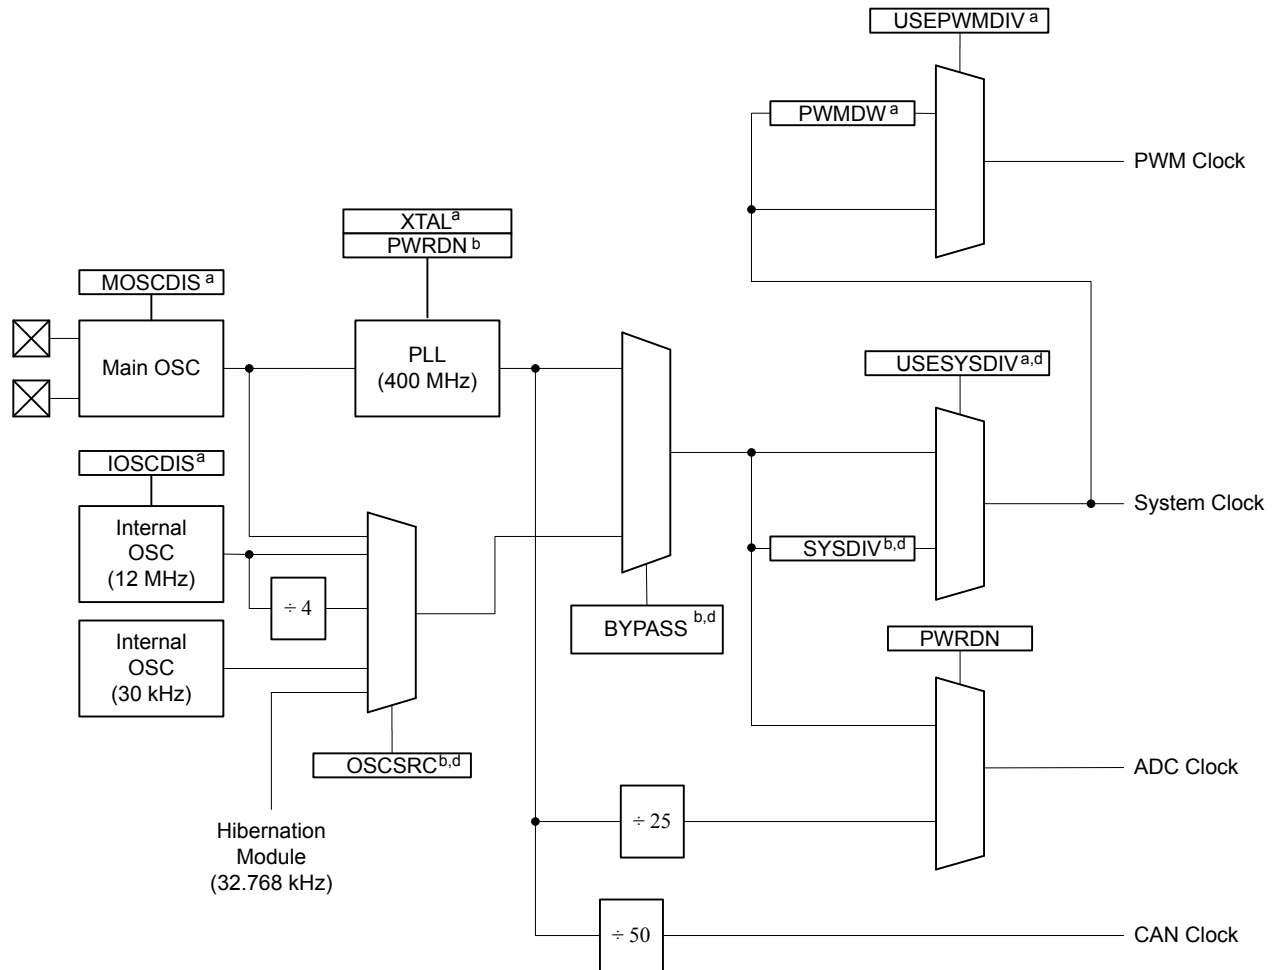 USEPWMDIV a
PWMDW a
PWM Clock
XTAL a
PWRDN b
MOSCDIS a
Main OSC
PLL
(400 MHz)
USESYSDIV a,d
IOSCDIS a
Internal
OSC
(12 MHz)
÷ 4
System Clock
SYSDIV b,d
BYPASS b,d
Internal
OSC
(30 kHz)
PWRDN
OSCSRC b,d
ADC Clock
÷ 25
Hibernation
Module
(32.768 kHz)
÷ 50
CAN Clock